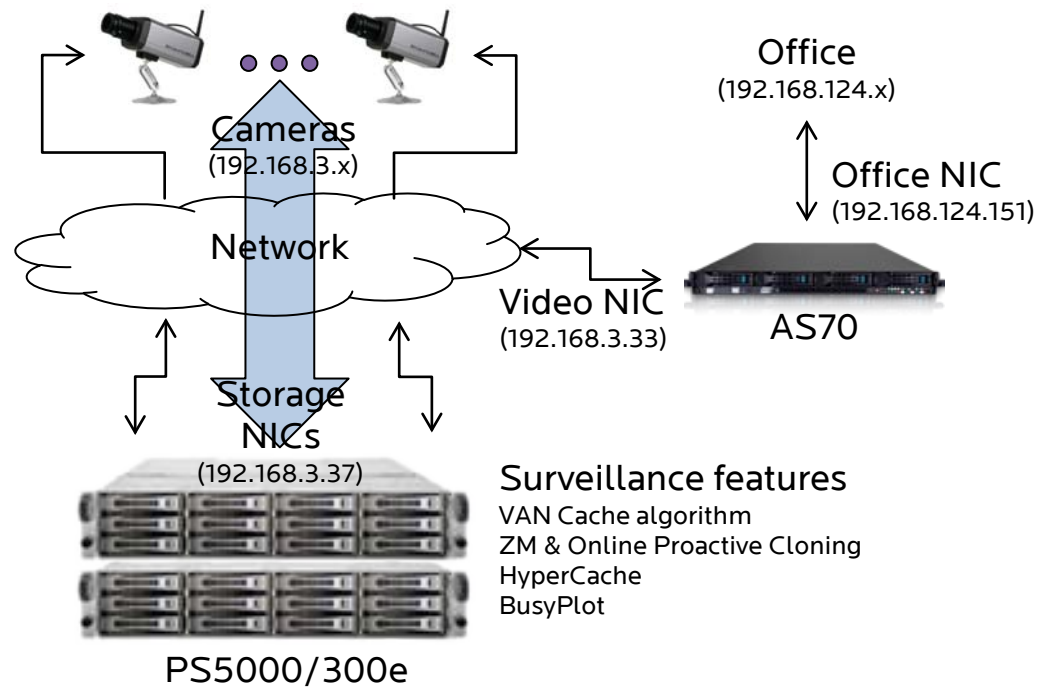 Office
(192.168.124.x)
Cameras
(192.168.3.x)
Office NIC
(192.168.124.151)
Network
Video NIC
(192.168.3.33)
AS70
Storage
NICs
(192.168.3.37)
Surveillance features
VAN Cache algorithm
ZM & Online Proactive Cloning
HyperCache
BusyPlot
PS5000/300e